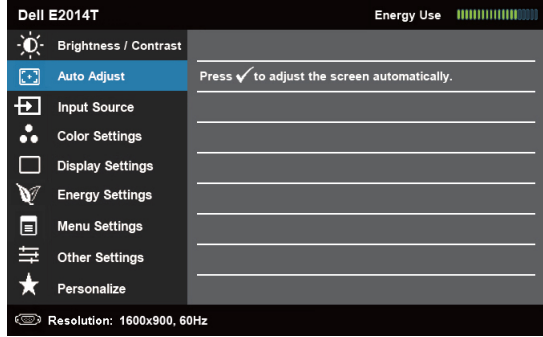 Dell E2014T
Energy Use
Brightness / Contrast
Auto Adjust
Press ✓ to adjust the screen automatically.
Input Source
Color Settings
Display Settings
Energy Settings
Menu Settings
Other Settings
Personalize
Resolution: 1600x900, 60Hz